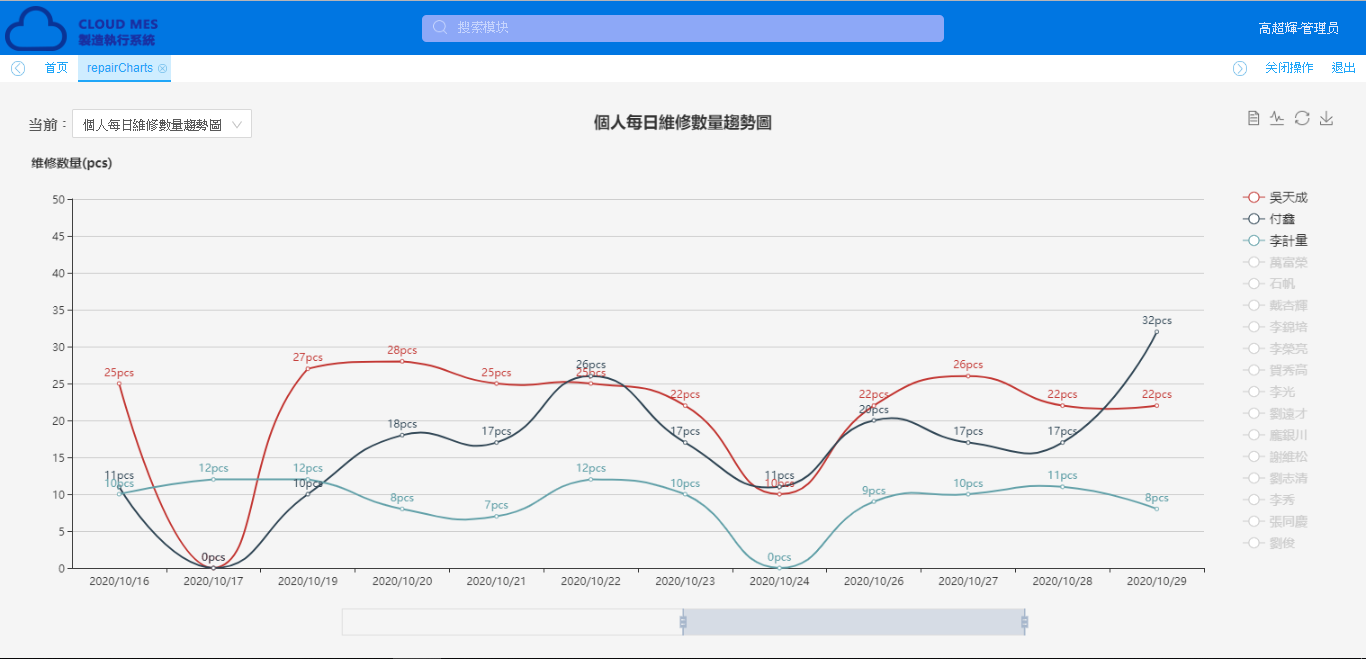 CLOUD MES
製造執行系統
搜索模块
高超輝-管理员
首页
repairCharts
关闭操作
退出
当前：
個人每日維修數量趨勢圖
個人每日維修數量趨勢圖
维修数量(pcs)
50
45
40
35
30
25
20
15
10
5
0
25pcs
27pcs
28pcs
25pcs
25pcs
22pcs
10pcs
22pcs
26pcs
22pcs
22pcs
11pcs
0pcs
10pcs
18pcs
17pcs
26pcs
17pcs
11pcs
20pcs
17pcs
17pcs
32pcs
10pcs
12pcs
12pcs
8pcs
7pcs
12pcs
10pcs
0pcs
9pcs
10pcs
11pcs
8pcs
2020/10/16
2020/10/17
2020/10/19
2020/10/20
2020/10/21
2020/10/22
2020/10/23
2020/10/24
2020/10/26
2020/10/27
2020/10/28
2020/10/29
吳天成
付鑫
李計量
萬富榮
石帆
戴杏輝
李錦培
李榮亮
賀秀高
李光
劉遠才
龐銀川
謝維松
劉志清
李秀
張同慶
劉俊